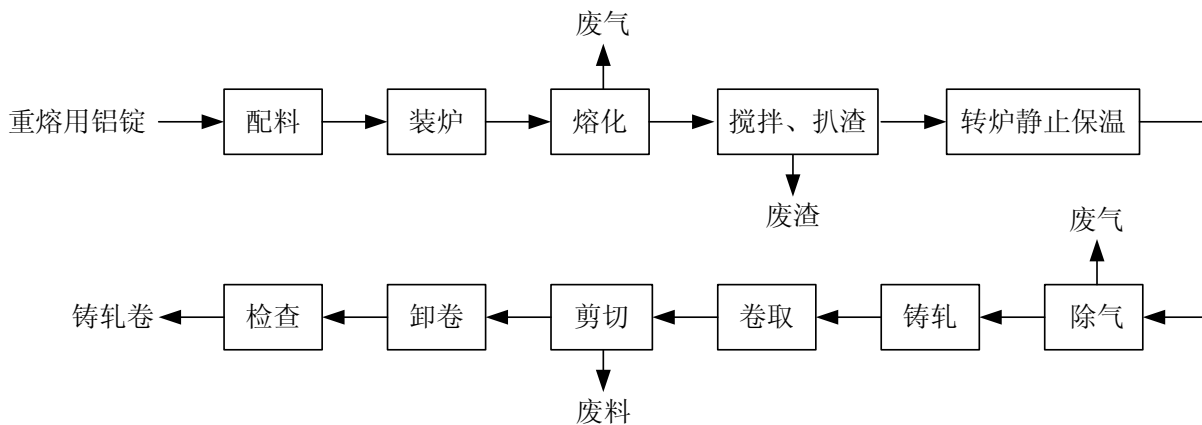 废气
重熔用铝锭
配料
装炉
熔化
搅拌、扒渣
转炉静止保温
废渣
废气
铸轧卷
检查
卸卷
剪切
卷取
铸轧
除气
废料